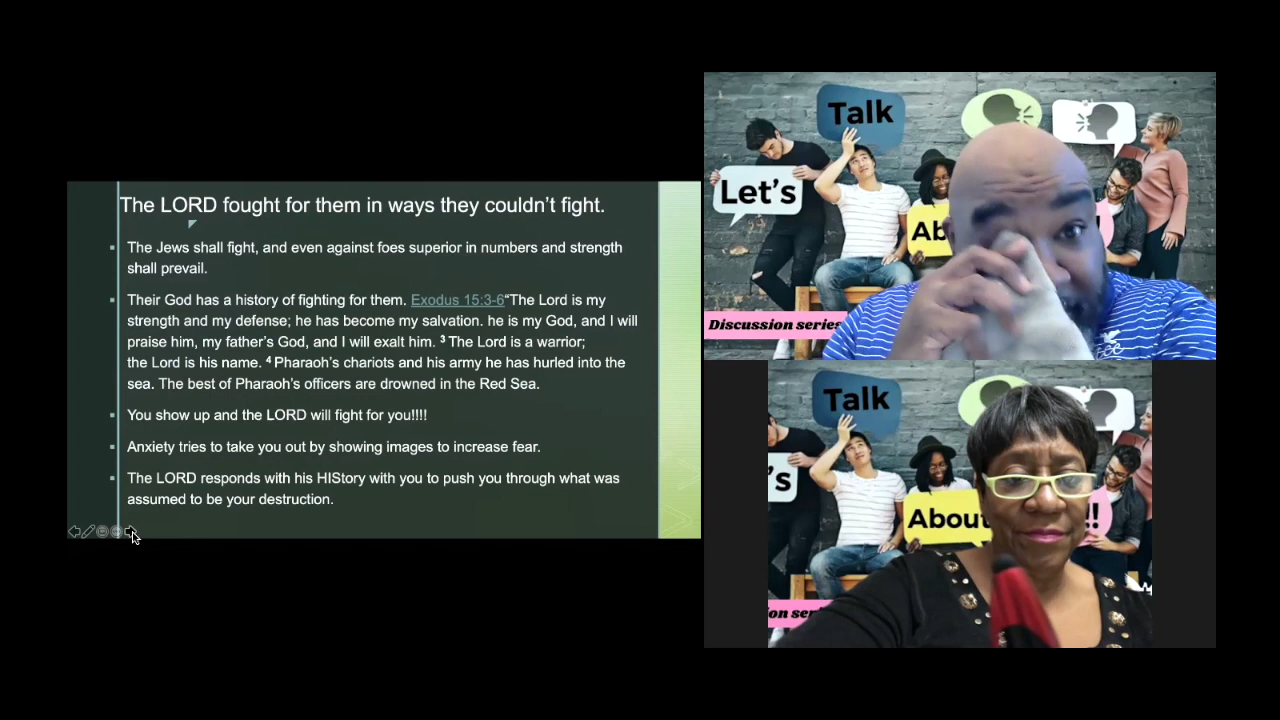 The LORD fought for them in ways they couldn't fight.
The Jews shall fight, and even against foes superior in numbers and strength
shall prevail.
Their God has a history of fighting for them. Exodus 15:3-6“The Lord is my
strength and my defense; he has become my salvation. he is my God, and I will
praise him, my father's God, and I will exalt him. ³ The Lord is a warrior;
the Lord is his name. ⁴ Pharaoh's chariots and his army he has hurled into the
sea. The best of Pharaoh's officers are drowned in the Red Sea.
You show up and the LORD will fight for you!!!!
Anxiety tries to take you out by showing images to increase fear.
The LORD responds with his HIStory with you to push you through what was
assumed to be your destruction.
Talk
Let's
Ab
Discussion series
Talk
's
About
!!
ion ser